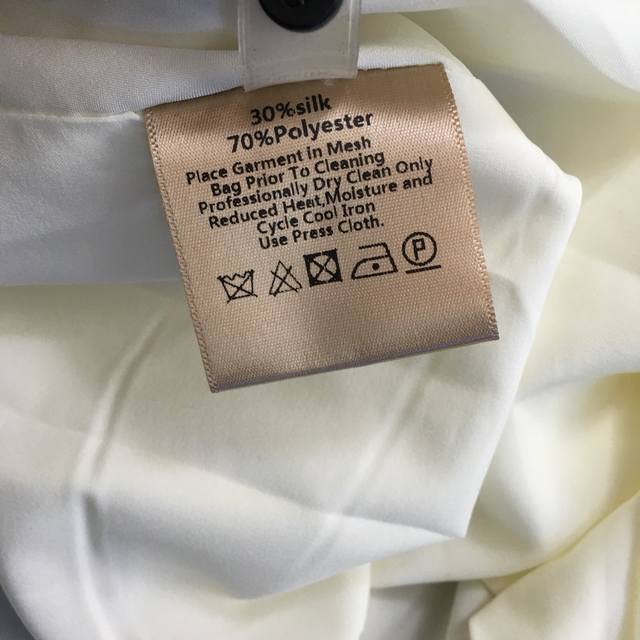 30%silk
70%Polyester
Place Garment in Mesh
Bag Prior To Cleaning
Professionally Dry Clean Only
Reduced Heat,Moisture and
Cycle Cool Iron
Use Press Cloth.
P